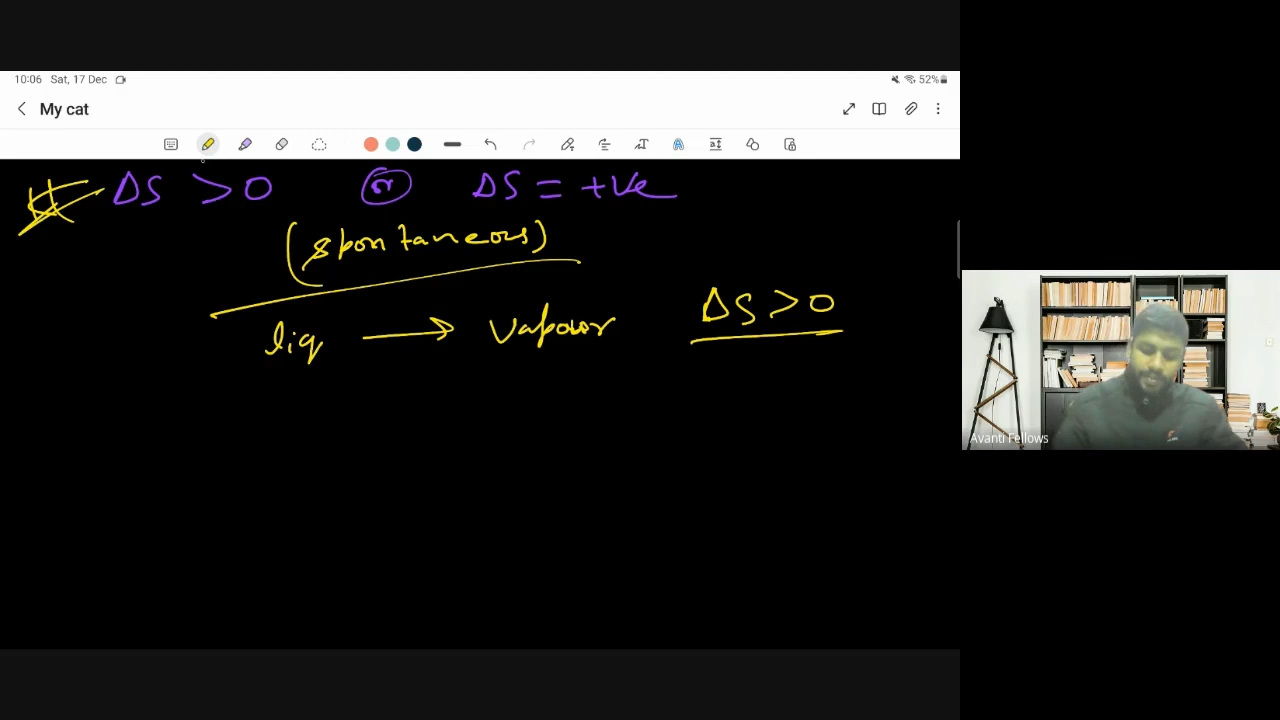 10:06 Sat, 17 Dec 52%
My cat
ΔS > 0 or ΔS = +ve
(spontaneous)
liq → vapour ΔS > 0
Avanti Fellows